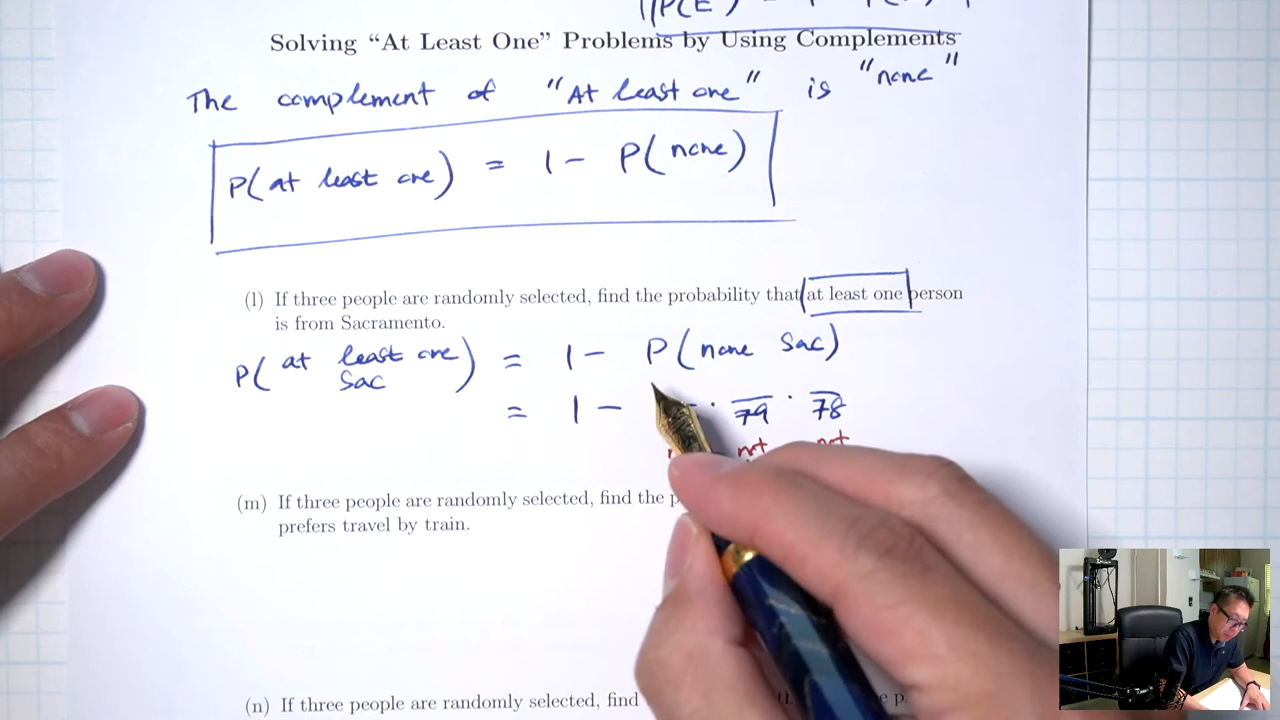 Solving “At Least One” Problems by Using Complements
The complement of "At least one" is "none"
P(at least one) = 1 - P(none)
(l) If three people are randomly selected, find the probability that at least one person
is from Sacramento.
P(at least one Sac) = 1 - P(none Sac)
= 1 - · 79 · 78
not not
(m) If three people are randomly selected, find the
prefers travel by train.
(n) If three people are randomly selected, find